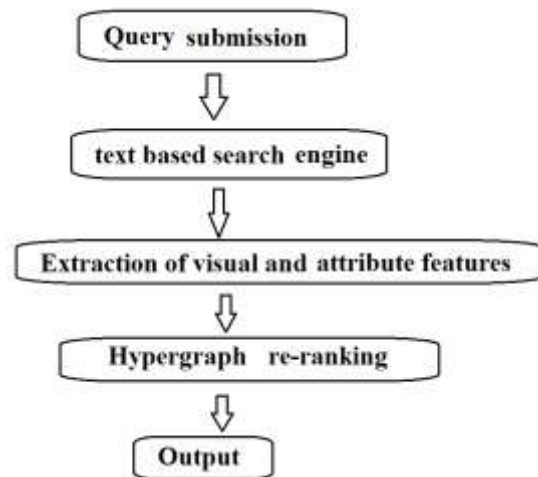 Query submission
text based search engine
Extraction of visual and attribute features
Hypergraph re-ranking
Output